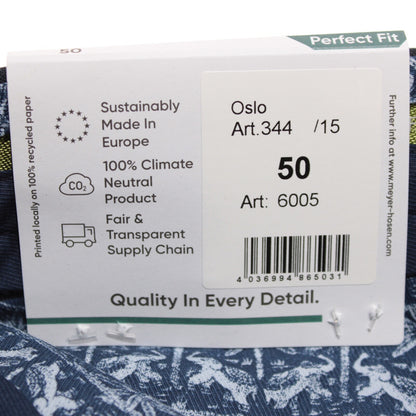 Perfect Fit
50
Sustainably
Made In
Europe
CO₂
100% Climate
Neutral
Product
Fair &
Transparent
Supply Chain
Printed locally on 100% recycled paper
Oslo
Art.344 /15
50
Art: 6005
4 036994 865031
Further info at www.meyer-hosen.com
Quality In Every Detail.